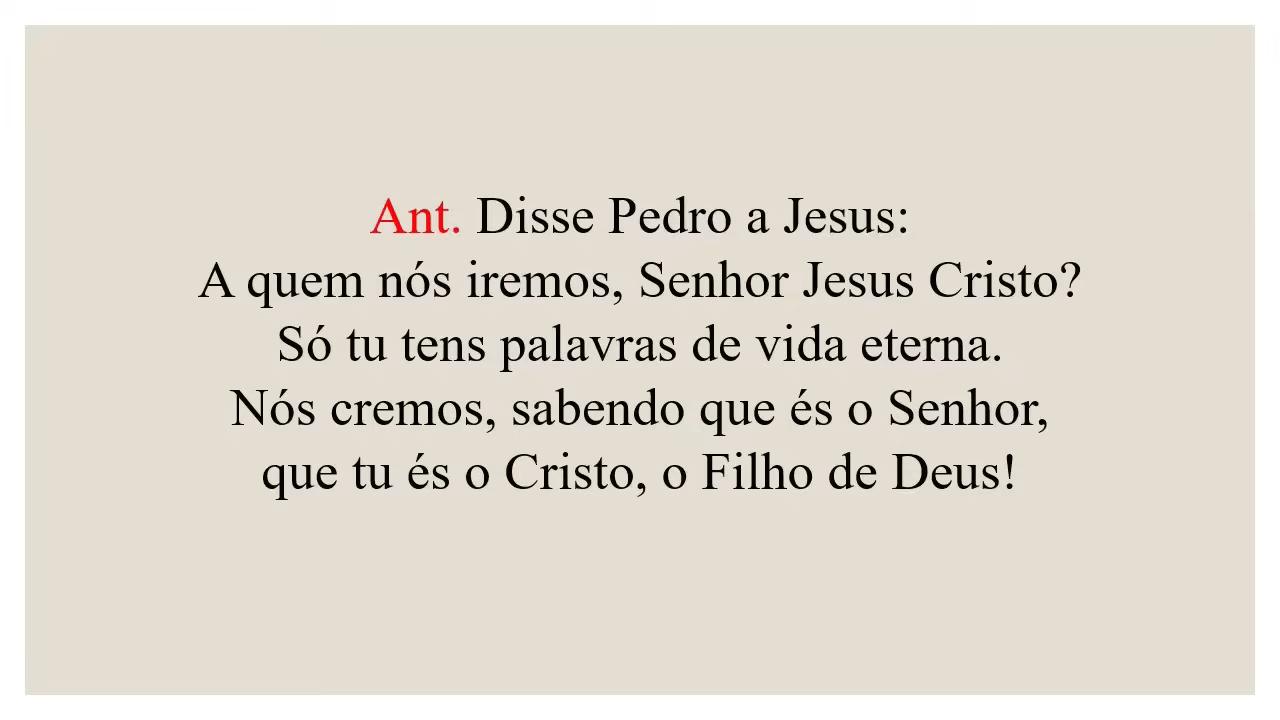 Ant. Disse Pedro a Jesus:
A quem nós iremos, Senhor Jesus Cristo?
Só tu tens palavras de vida eterna.
Nós cremos, sabendo que és o Senhor,
que tu és o Cristo, o Filho de Deus!